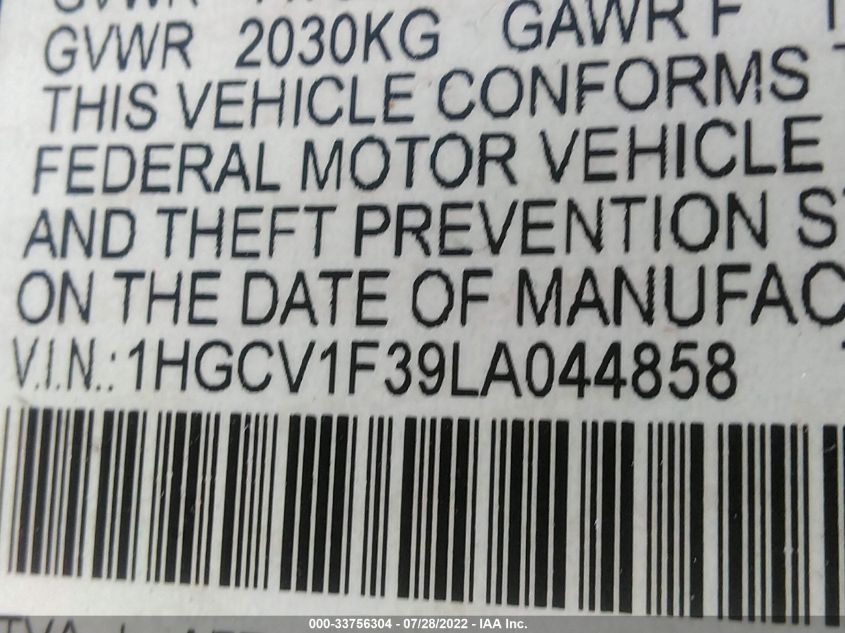 GVWR
GVWR 2030KG GAWR F
THIS VEHICLE CONFORMS
FEDERAL MOTOR VEHICLE
AND THEFT PREVENTION S
ON THE DATE OF MANUFAC
V.I.N.: 1HGCV1F39LA044858
000-33756304 - 07/28/2022 - IAA Inc.